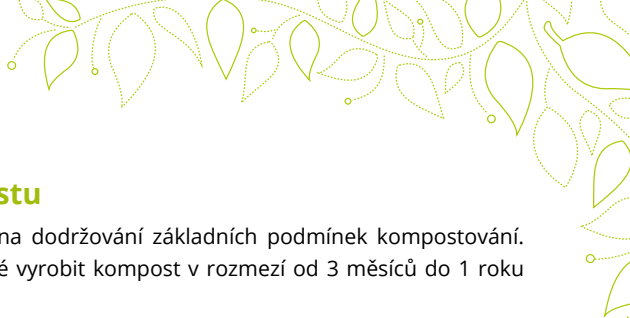 stu
na dodržování základních podmínek kompostování.
é vyrobit kompost v rozmezí od 3 měsíců do 1 roku